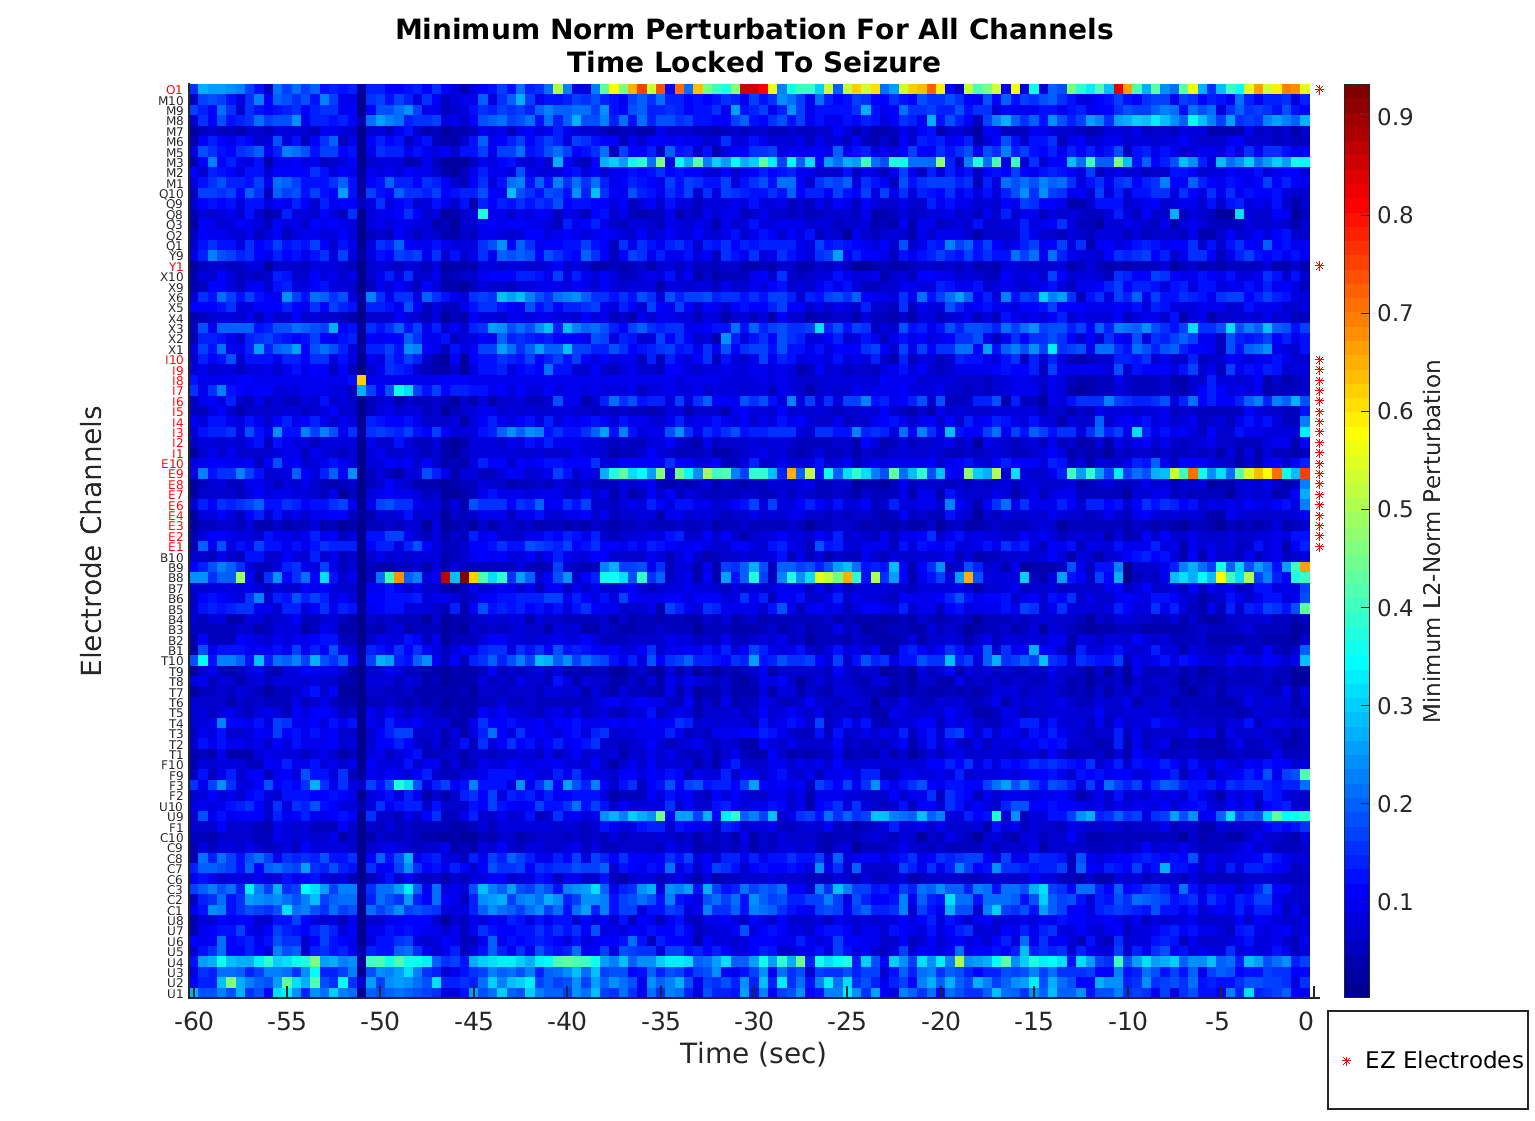 Minimum Norm Perturbation For All Channels
Time Locked To Seizure
Electrode Channels
O1
M10
M9
M8
M7
M6
M5
M3
M2
M1
Q10
Q9
Q8
Q3
Q2
Q1
Y9
Y1
X10
X9
X6
X5
X4
X3
X2
X1
I10
I9
I8
I7
I6
I5
I4
I3
I2
I1
E10
E9
E8
E7
E6
E4
E3
E2
E1
B10
B9
B8
B7
B6
B5
B4
B3
B2
B1
T10
T9
T8
T7
T6
T5
T4
T3
T2
T1
F10
F9
F3
F2
U10
U9
F1
C10
C9
C8
C7
C6
C3
C2
C1
U8
U7
U6
U5
U4
U3
U2
U1
-60 -55 -50 -45 -40 -35 -30 -25 -20 -15 -10 -5 0
Time (sec)
0.9
0.8
0.7
0.6
0.5
0.4
0.3
0.2
0.1
Minimum L2-Norm Perturbation
EZ Electrodes